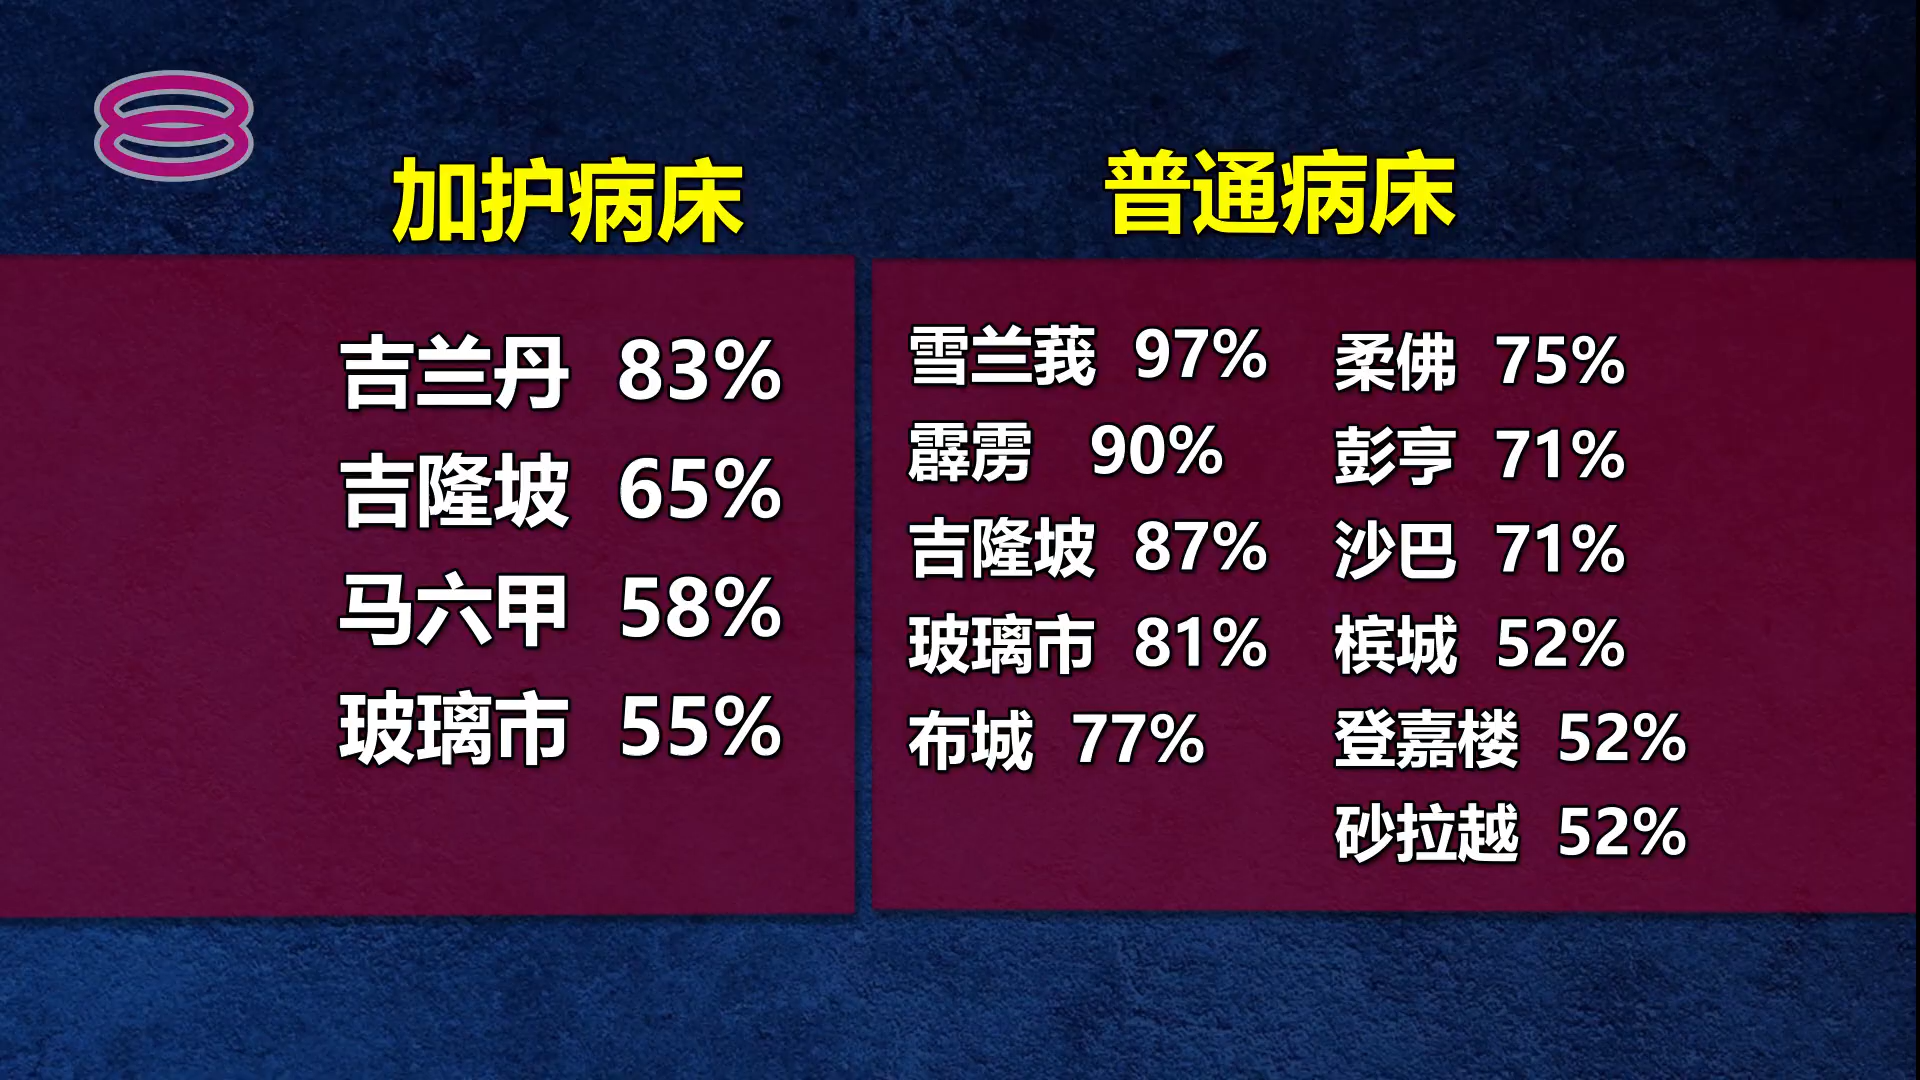 加护病床
吉兰丹 83%
吉隆坡 65%
马六甲 58%
玻璃市 55%
普通病床
雪兰莪 97%
霹雳 90%
吉隆坡 87%
玻璃市 81%
布城 77%
柔佛 75%
彭亨 71%
沙巴 71%
槟城 52%
登嘉楼 52%
砂拉越 52%